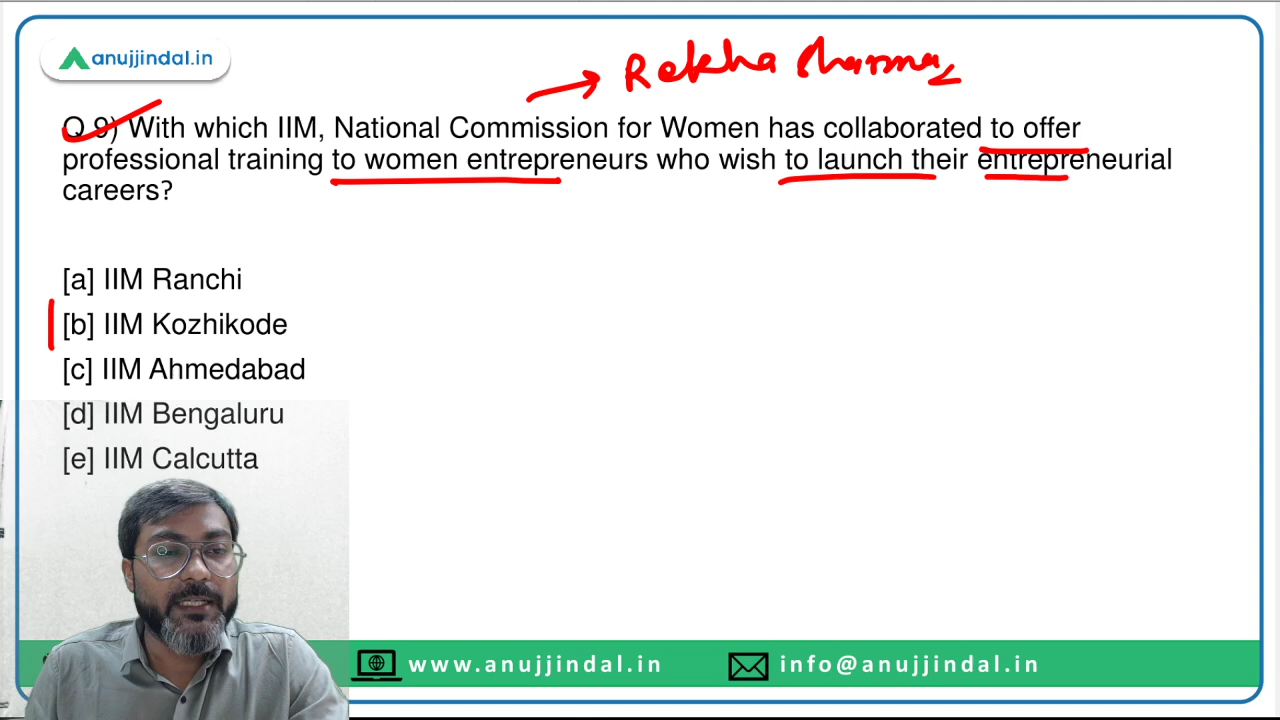 anujjindal.in
Rekha Sharma
Q 9) With which IIM, National Commission for Women has collaborated to offer
professional training to women entrepreneurs who wish to launch their entrepreneurial
careers?
[a] IIM Ranchi
[b] IIM Kozhikode
[c] IIM Ahmedabad
[d] IIM Bengaluru
[e] IIM Calcutta
www.anujjindal.in info@anujjindal.in